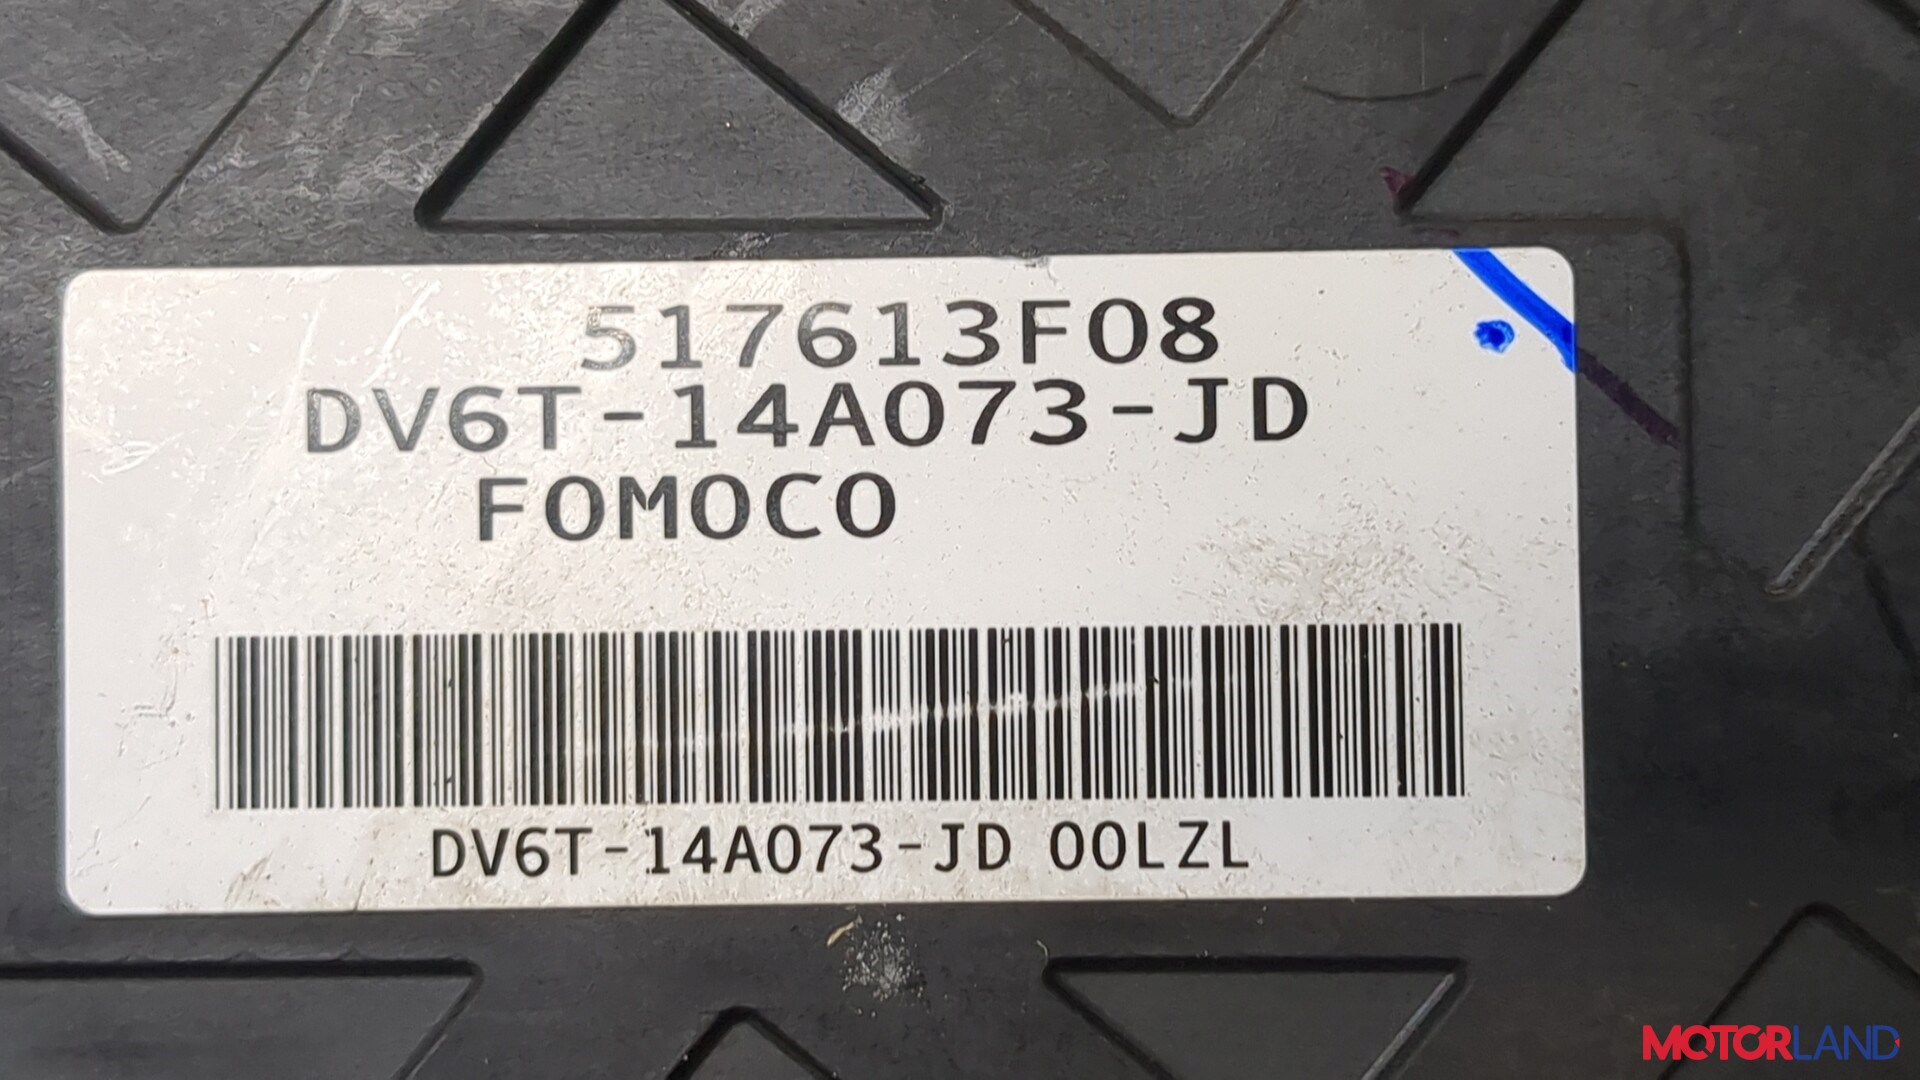 517613F08
DV6T-14A073-JD
FOMOCO
DV6T-14A073-JD 00LZL
MOTORLAND